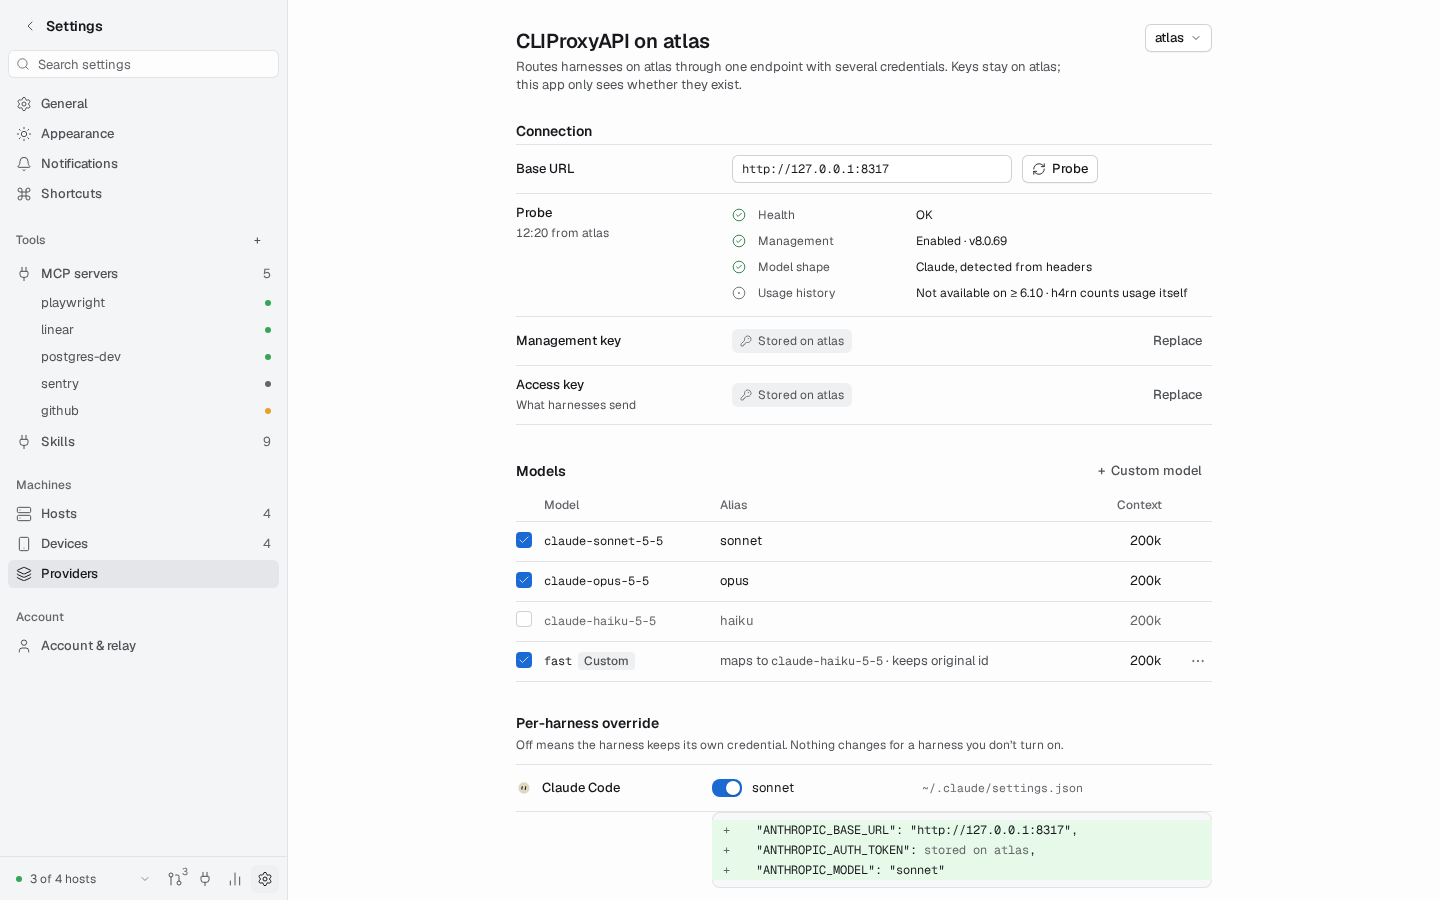 Settings
Search settings
General
Appearance
Notifications
Shortcuts
Tools +
MCP servers 5
playwright
linear
postgres-dev
sentry
github
Skills 9
Machines
Hosts 4
Devices 4
Providers
Account
Account & relay
3 of 4 hosts 3
CLIProxyAPI on atlas
atlas
Routes harnesses on atlas through one endpoint with several credentials. Keys stay on atlas;
this app only sees whether they exist.
Connection
Base URL http://127.0.0.1:8317 Probe
Probe
12:20 from atlas
Health OK
Management Enabled · v8.0.69
Model shape Claude, detected from headers
Usage history Not available on ≥ 6.10 · h4rn counts usage itself
Management key Stored on atlas Replace
Access key
What harnesses send
Stored on atlas Replace
Models + Custom model
Model Alias Context
claude-sonnet-5-5 sonnet 200k
claude-opus-5-5 opus 200k
claude-haiku-5-5 haiku 200k
fast Custom maps to claude-haiku-5-5 · keeps original id 200k ···
Per-harness override
Off means the harness keeps its own credential. Nothing changes for a harness you don't turn on.
Claude Code sonnet ~/.claude/settings.json
+ "ANTHROPIC_BASE_URL": "http://127.0.0.1:8317",
+ "ANTHROPIC_AUTH_TOKEN": stored on atlas,
+ "ANTHROPIC_MODEL": "sonnet"